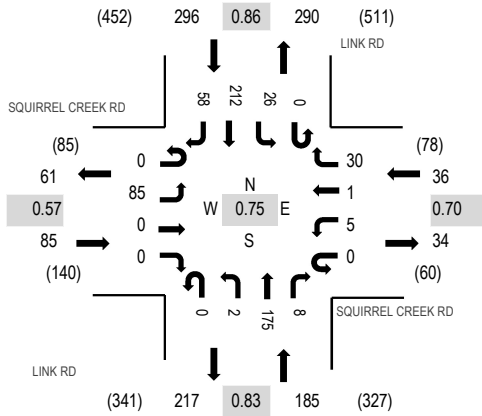 (452) 296 0.86 290 (511)
LINK RD
58 212 26 0
SQUIRREL CREEK RD
(85) (78)
0 30
61 36
85 N 1
0.57 W 0.75 E 0.70
0 5
85 S 34
0 0
(140) (60)
0 2 175 8
SQUIRREL CREEK RD
LINK RD
(341) 217 0.83 185 (327)